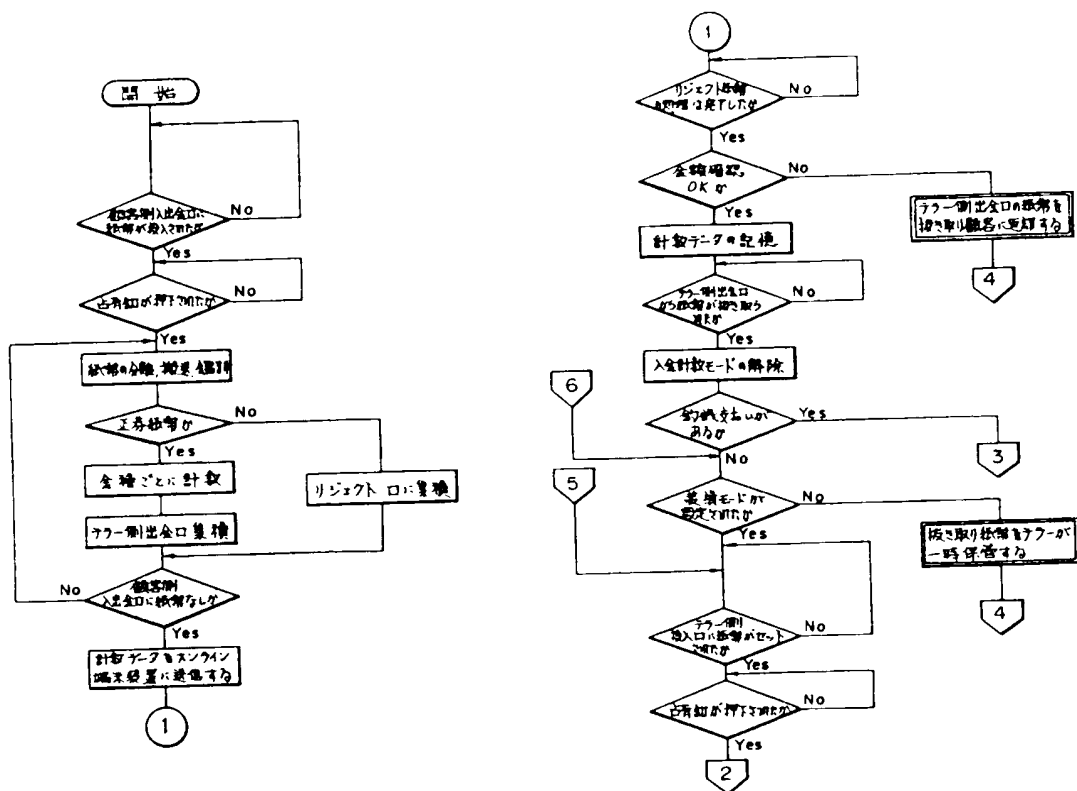 開始
顧客側入出金口に
紙幣が投入されたか
No
Yes
占有釦が押下されたか
No
Yes
紙幣の分離,搬送,鑑別
正券紙幣か
No
Yes
金種ごとに計数
リジェクト口に集積
テラー側出金口集積
顧客側
入出金口に紙幣なしか
No
Yes
計数データをオンライン
端末装置に送信する
1
1
リジェクト紙幣
の処理は完了したか
No
Yes
金額確認
OKか
No
Yes
テラー側出金口の紙幣を
抜き取り顧客に返却する
4
計数データの記憶
テラー側出金口
から紙幣が抜き取ら
れたか
No
Yes
入金計数モードの解除
6
釣銭支払いが
あるか
Yes
3
No
5
装填モードが
設定されたか
No
Yes
抜き取り紙幣をテラーが
一時保管する
4
テラー側
投入口に紙幣がセット
されたか
No
Yes
占有釦が押下されたか
No
Yes
2